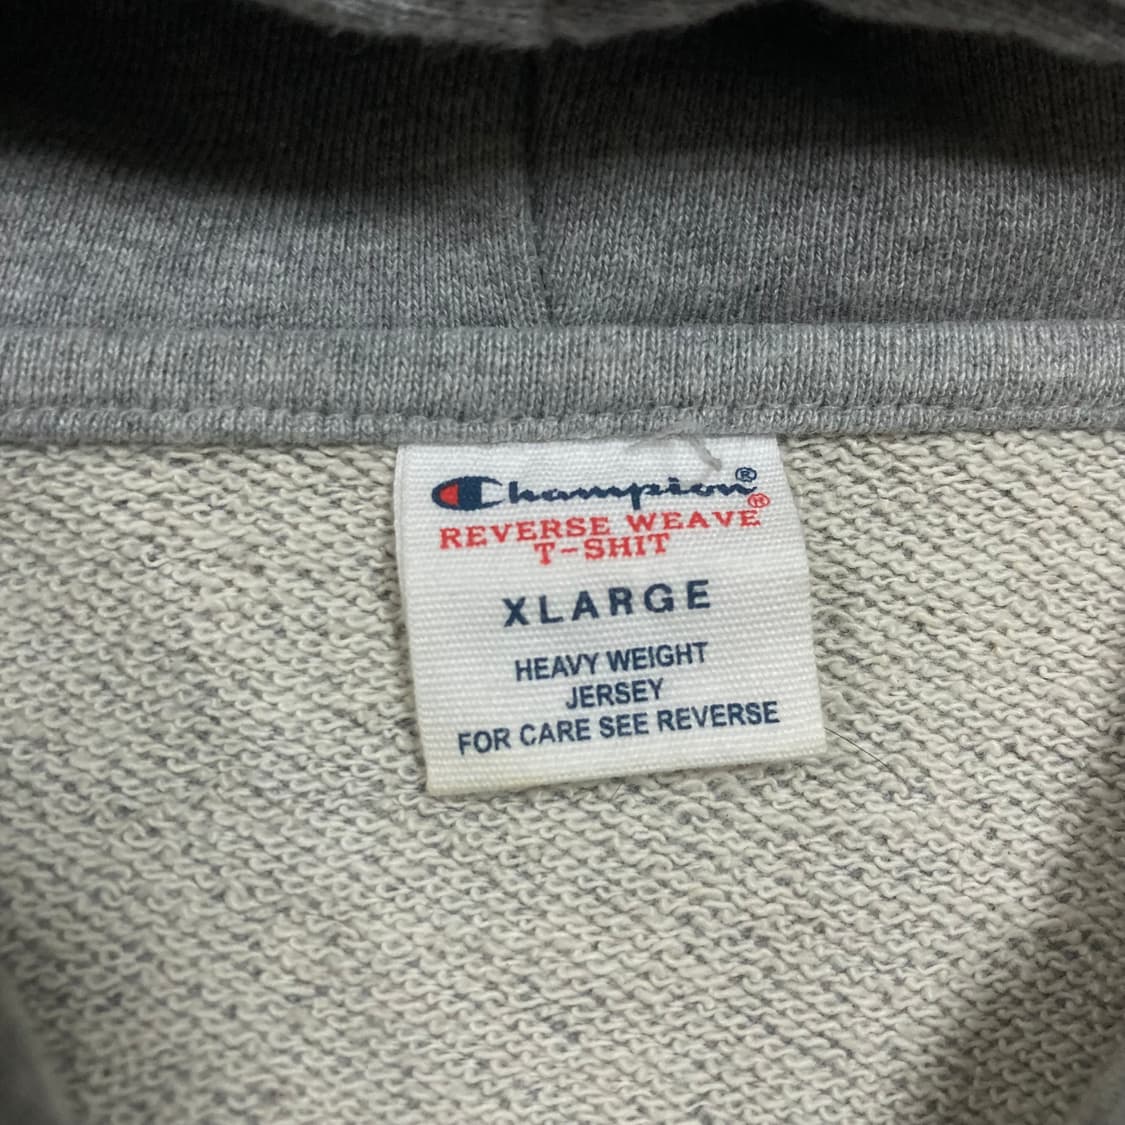 Champion®
REVERSE WEAVE®
T-SHIT
XLARGE
HEAVY WEIGHT
JERSEY
FOR CARE SEE REVERSE